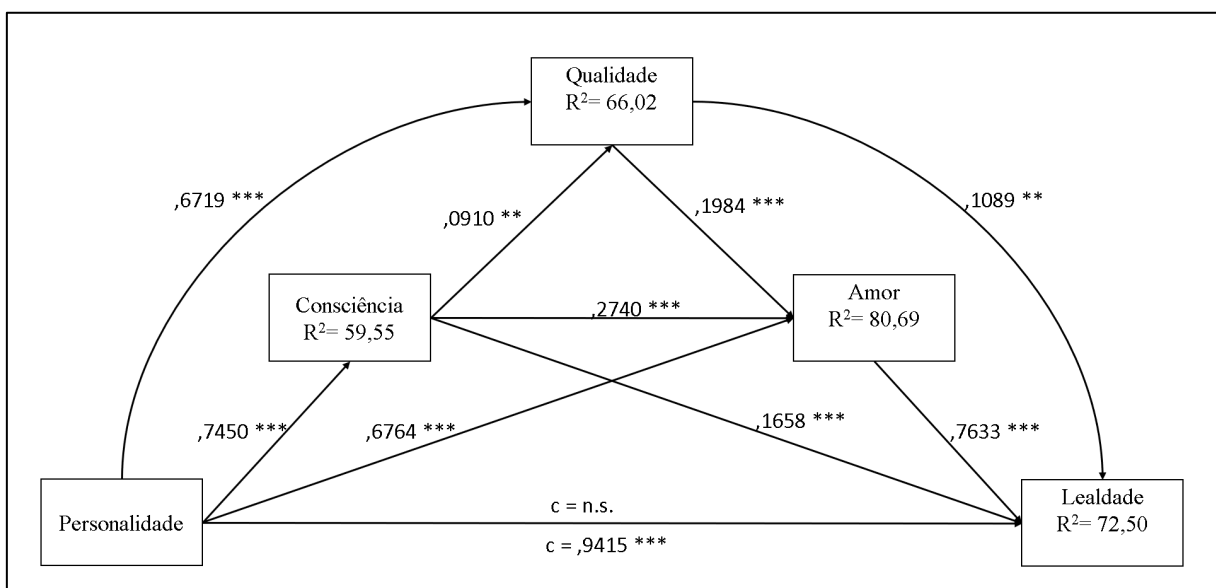 Qualidade
R²= 66,02
,6719 ***
,0910 **
,1984 ***
,1089 **
Consciência
R²= 59,55
,2740 ***
Amor
R²= 80,69
,7450 ***
,6764 ***
,1658 ***
,7633 ***
Personalidade
c = n.s.
c = ,9415 ***
Lealdade
R²= 72,50